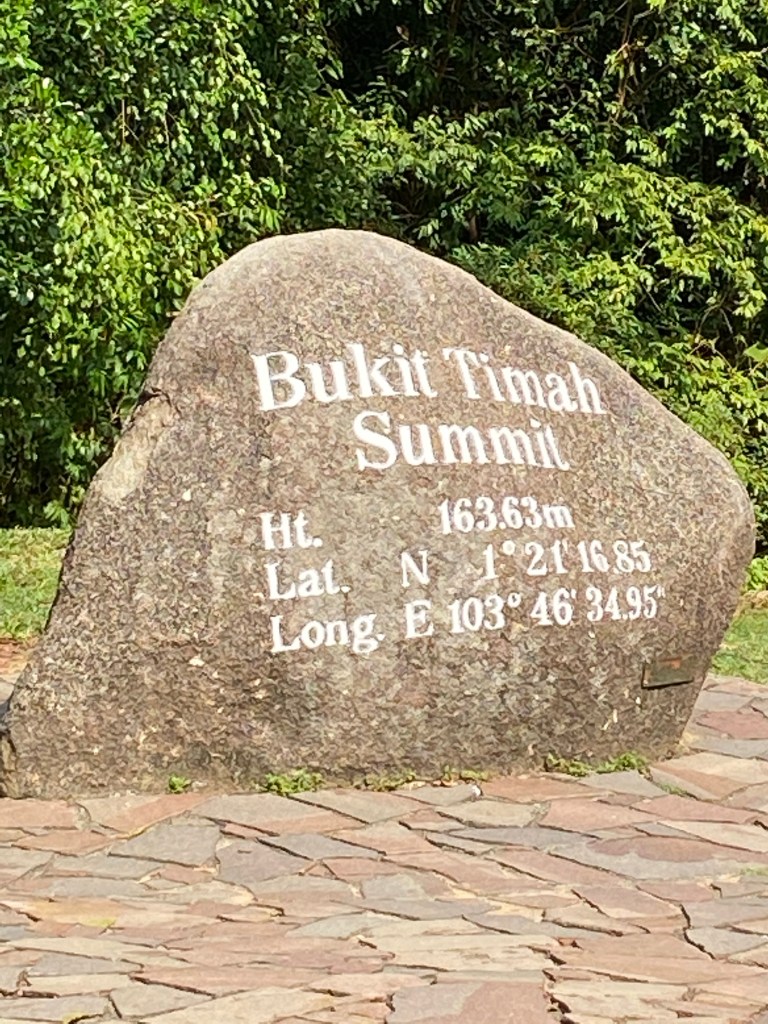 Bukit Timah
Summit
Ht. 163.63m
Lat. N 1° 21' 16.85
Long. E 103° 46' 34.95"